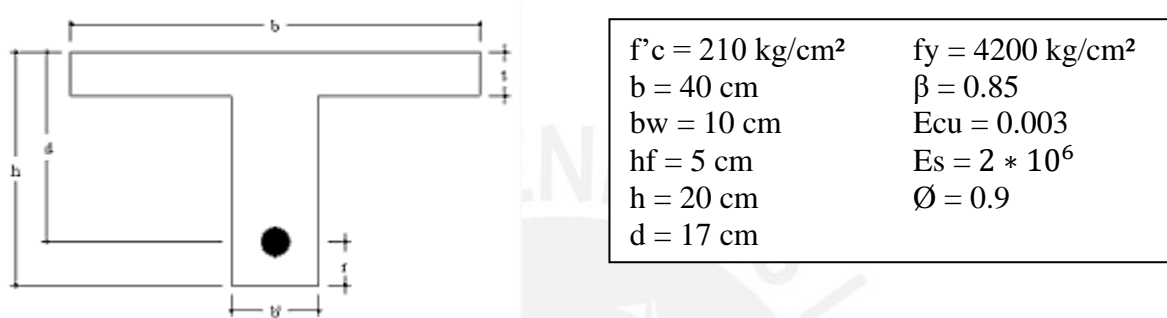 b
t
d
h
r
b'
f’c = 210 kg/cm² fy = 4200 kg/cm²
b = 40 cm β = 0.85
bw = 10 cm Ecu = 0.003
hf = 5 cm Es = 2 * 10⁶
h = 20 cm Ø = 0.9
d = 17 cm